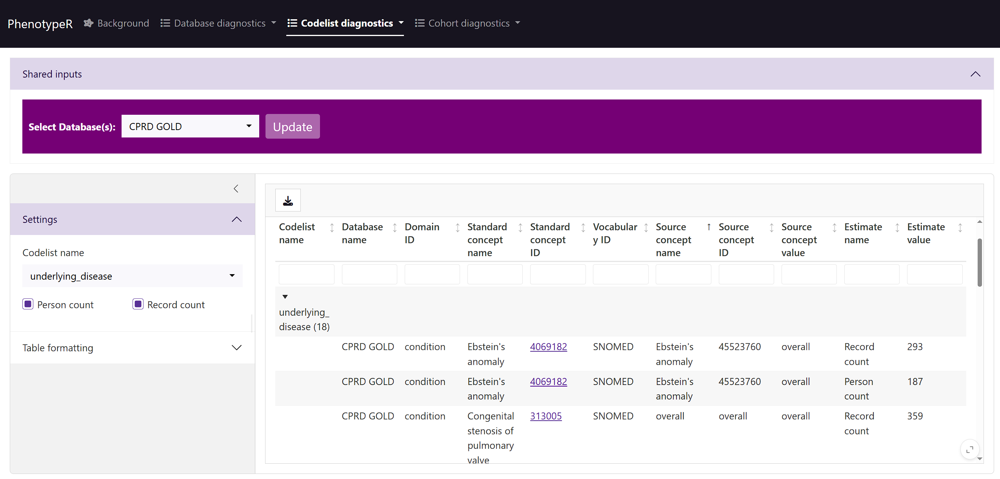 PhenotypeR Background Database diagnostics Codelist diagnostics Cohort diagnostics
Shared inputs
Select Database(s): CPRD GOLD Update
Settings
Codelist name
underlying_disease
Person count Record count
Table formatting
Codelist name Database name Domain ID Standard concept name Standard concept ID Vocabulary ID Source concept name Source concept ID Source concept value Estimate name Estimate value
underlying_
disease (18)
CPRD GOLD condition Ebstein's anomaly 4069182 SNOMED Ebstein's anomaly 45523760 overall Record count 293
CPRD GOLD condition Ebstein's anomaly 4069182 SNOMED Ebstein's anomaly 45523760 overall Person count 187
CPRD GOLD condition Congenital stenosis of pulmonary valve 313005 SNOMED overall overall overall Record count 359